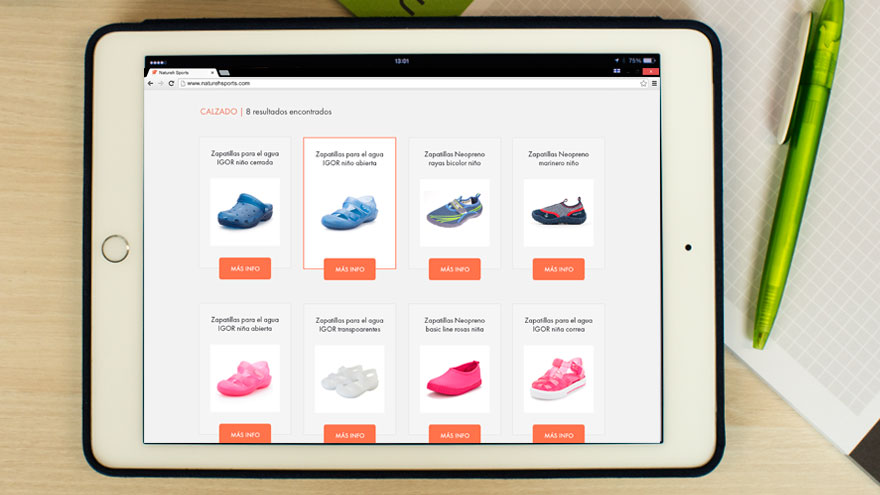 13:01
75%
Natureh Sports
www.naturehsports.com
CALZADO | 8 resultados encontrados
Zapatillas para el agua
IGOR niño cerrada
MÁS INFO
Zapatillas para el agua
IGOR niño abierta
MÁS INFO
Zapatillas Neopreno
rayas bicolor niño
MÁS INFO
Zapatillas Neopreno
marinero niño
MÁS INFO
Zapatillas para el agua
IGOR niña abierta
MÁS INFO
Zapatillas para el agua
IGOR transparentes
MÁS INFO
Zapatillas Neopreno
basic line rosas niña
MÁS INFO
Zapatillas para el agua
IGOR niña correa
MÁS INFO